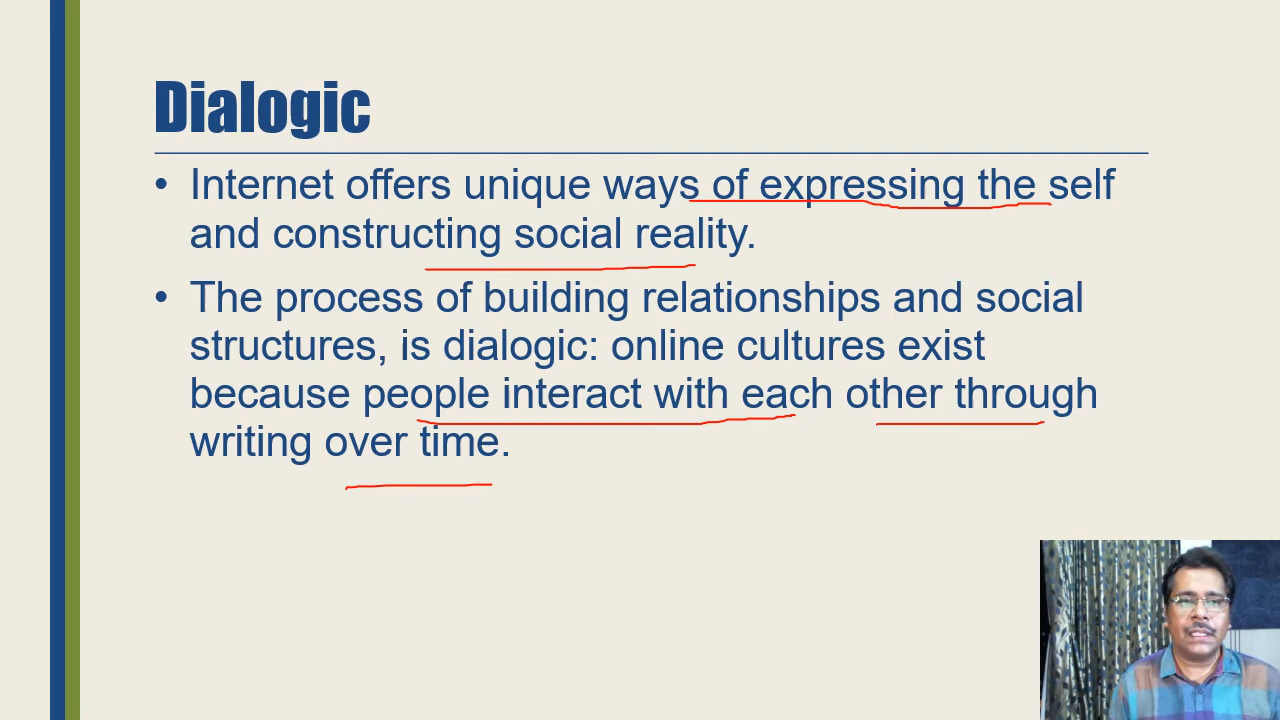 Dialogic
• Internet offers unique ways of expressing the self
and constructing social reality.
• The process of building relationships and social
structures, is dialogic: online cultures exist
because people interact with each other through
writing over time.